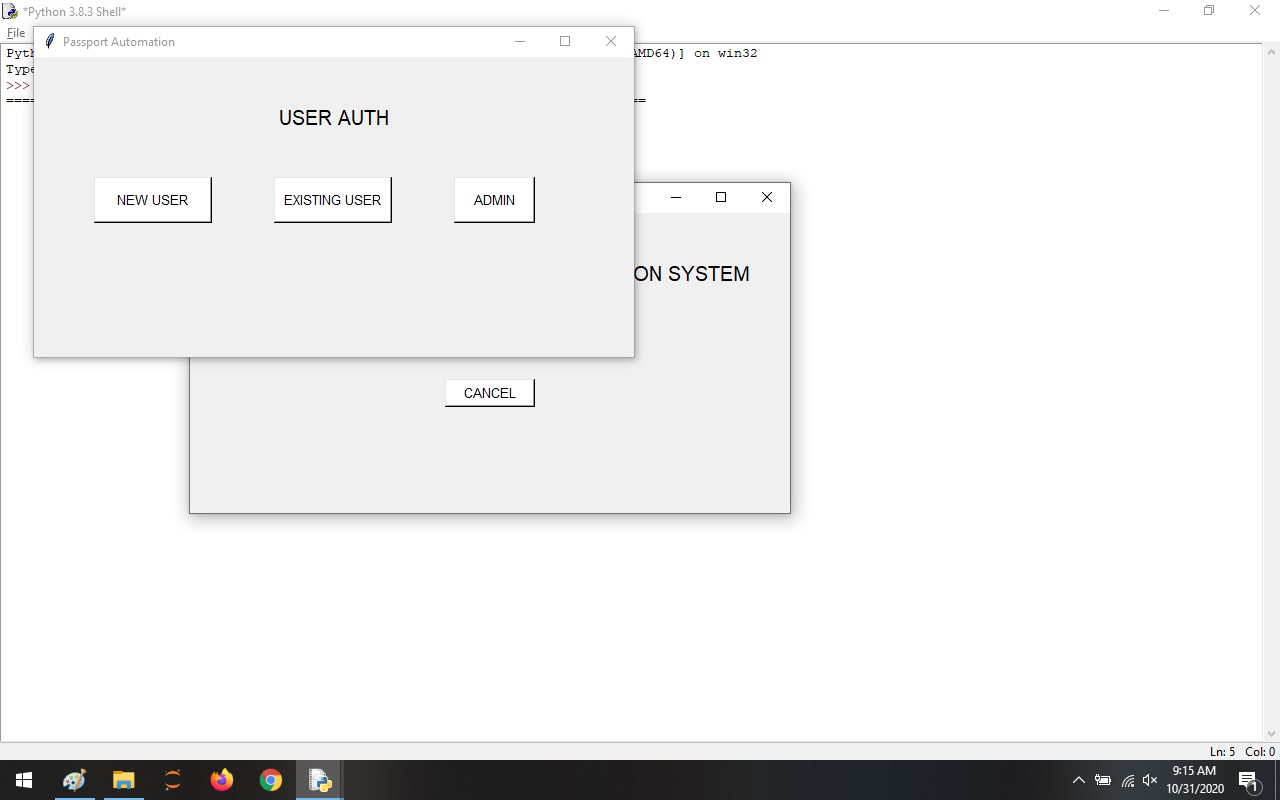 *Python 3.8.3 Shell*
File
Passport Automation
AMD64)] on win32
Type
>>>
USER AUTH
NEW USER
EXISTING USER
ADMIN
ON SYSTEM
CANCEL
Ln: 5 Col: 0
9:15 AM
10/31/2020
1